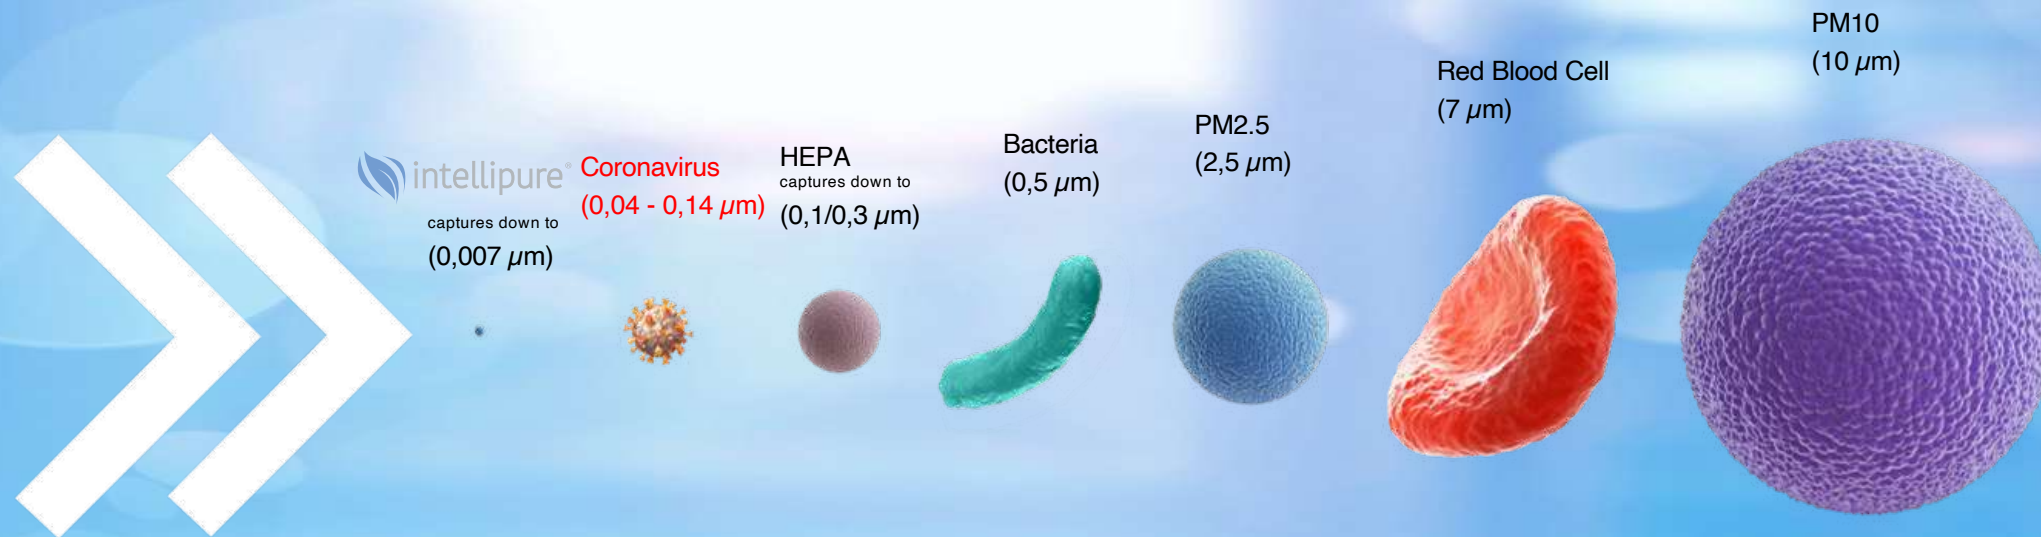 intellipure®
captures down to
(0,007 µm)
Coronavirus
(0,04 - 0,14 µm)
HEPA
captures down to
(0,1/0,3 µm)
Bacteria
(0,5 µm)
PM2.5
(2,5 µm)
Red Blood Cell
(7 µm)
PM10
(10 µm)